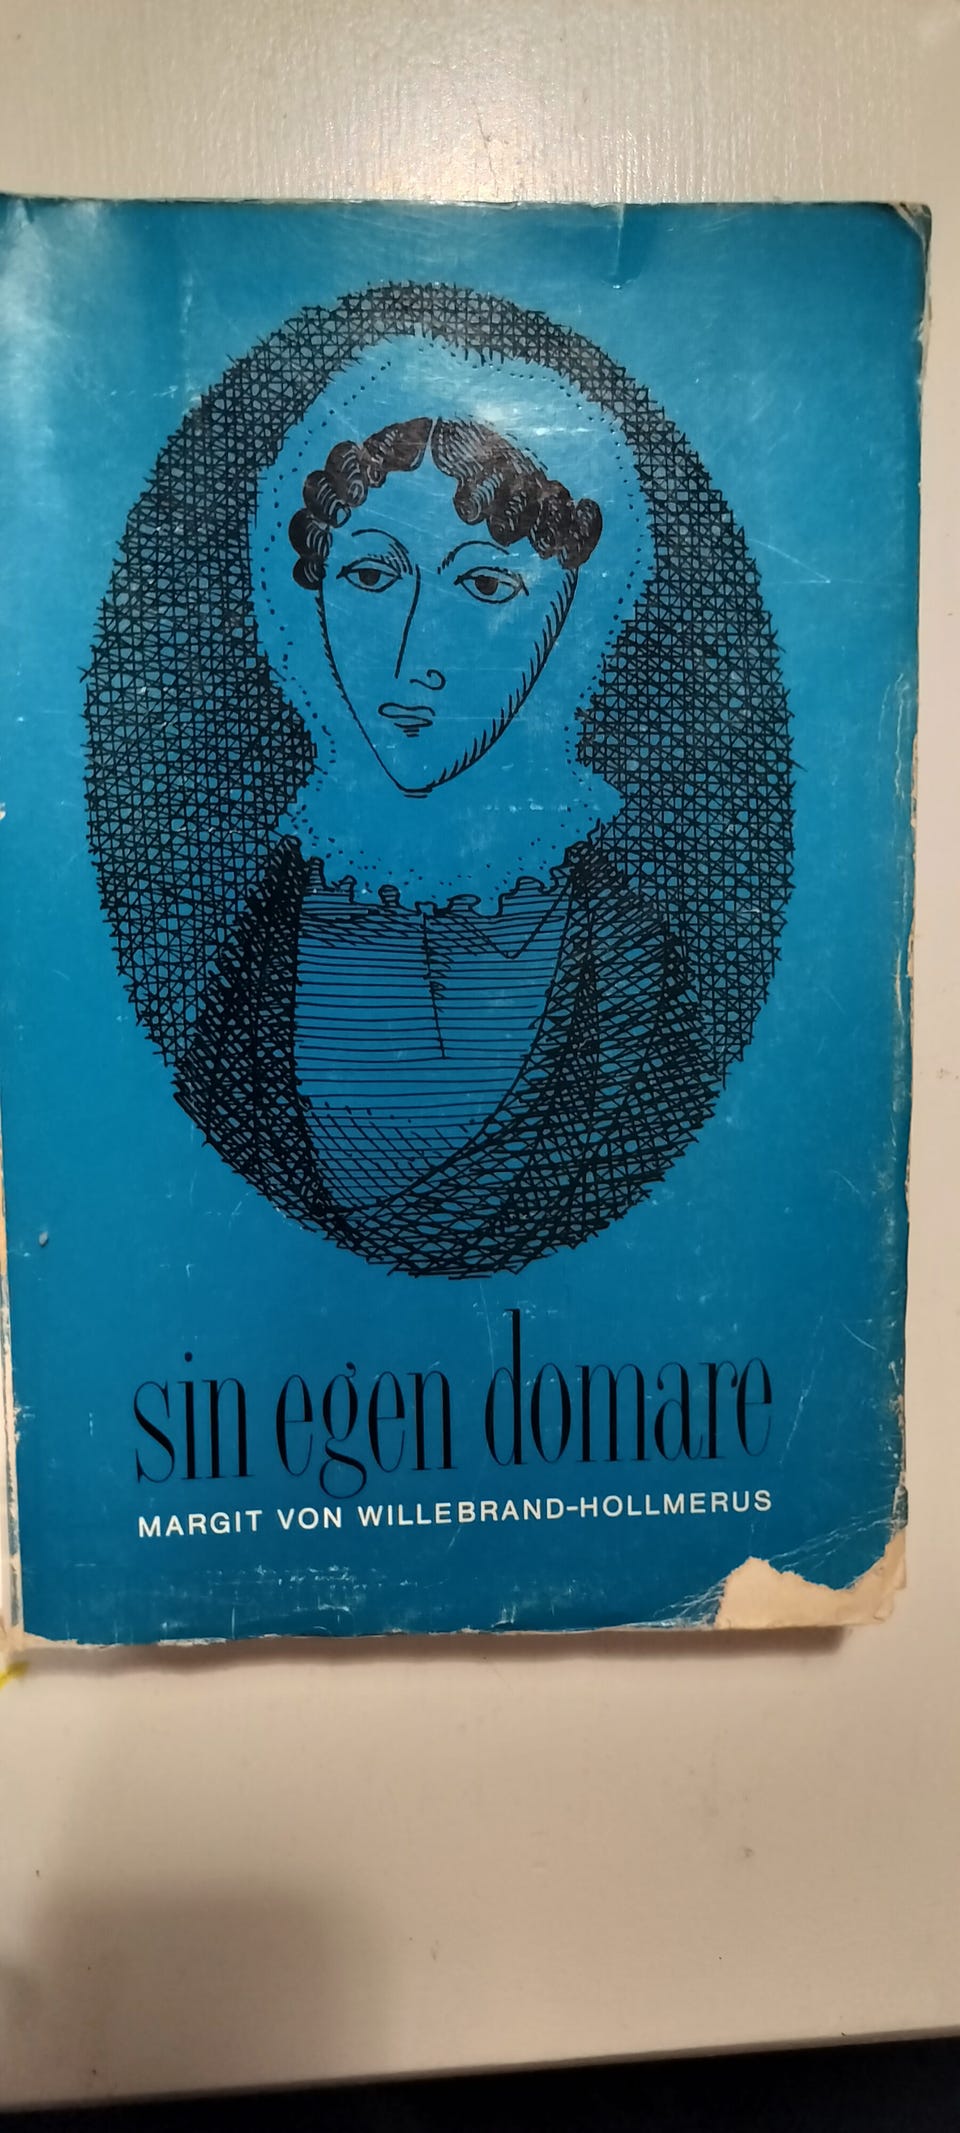 sin egen domare
MARGIT VON WILLEBRAND-HOLLMERUS